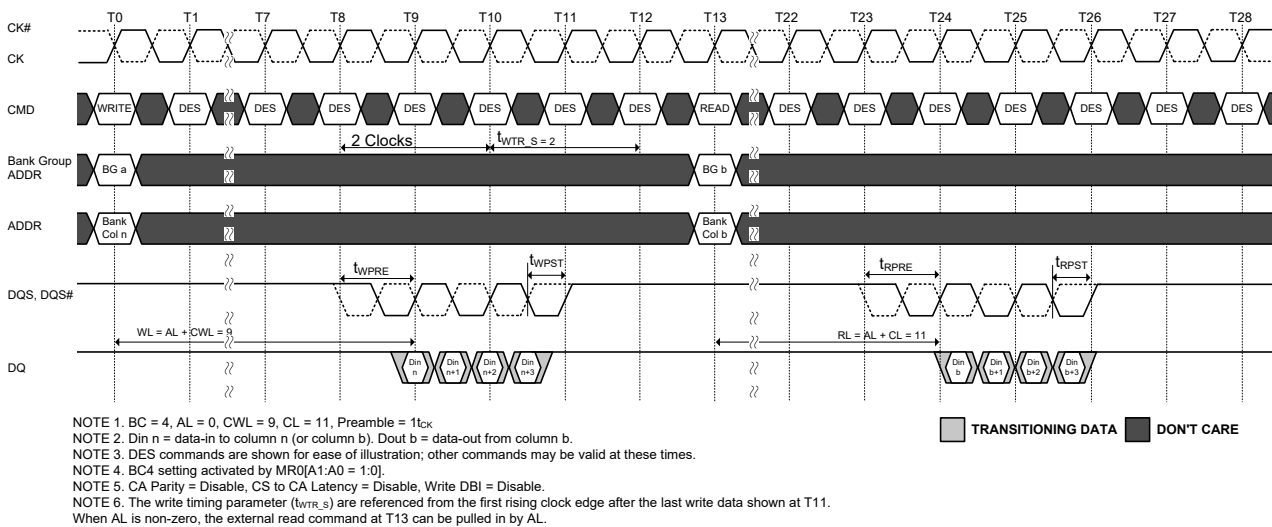 T0 T1 T7 T8 T9 T10 T11 T12 T13 T22 T23 T24 T25 T26 T27 T28
CK#
CK
CMD WRITE DES DES DES DES DES DES DES READ DES DES DES DES DES DES DES
2 Clocks tWTR_S = 2
Bank Group
ADDR
BG a BG b
ADDR
Bank
Col n
Bank
Col b
tWPRE tWPST tRPRE tRPST
DQS, DQS#
WL = AL + CWL = 9 RL = AL + CL = 11
DQ
Din
n
Din
n+1
Din
n+2
Din
n+3
Din
b
Din
b+1
Din
b+2
Din
b+3
NOTE 1. BC = 4, AL = 0, CWL = 9, CL = 11, Preamble = 1tCK
NOTE 2. Din n = data-in to column n (or column b). Dout b = data-out from column b.
NOTE 3. DES commands are shown for ease of illustration; other commands may be valid at these times.
NOTE 4. BC4 setting activated by MR0[A1:A0 = 1:0].
NOTE 5. CA Parity = Disable, CS to CA Latency = Disable, Write DBI = Disable.
NOTE 6. The write timing parameter (tWTR_S) are referenced from the first rising clock edge after the last write data shown at T11.
When AL is non-zero, the external read command at T13 can be pulled in by AL.
TRANSITIONING DATA DON'T CARE